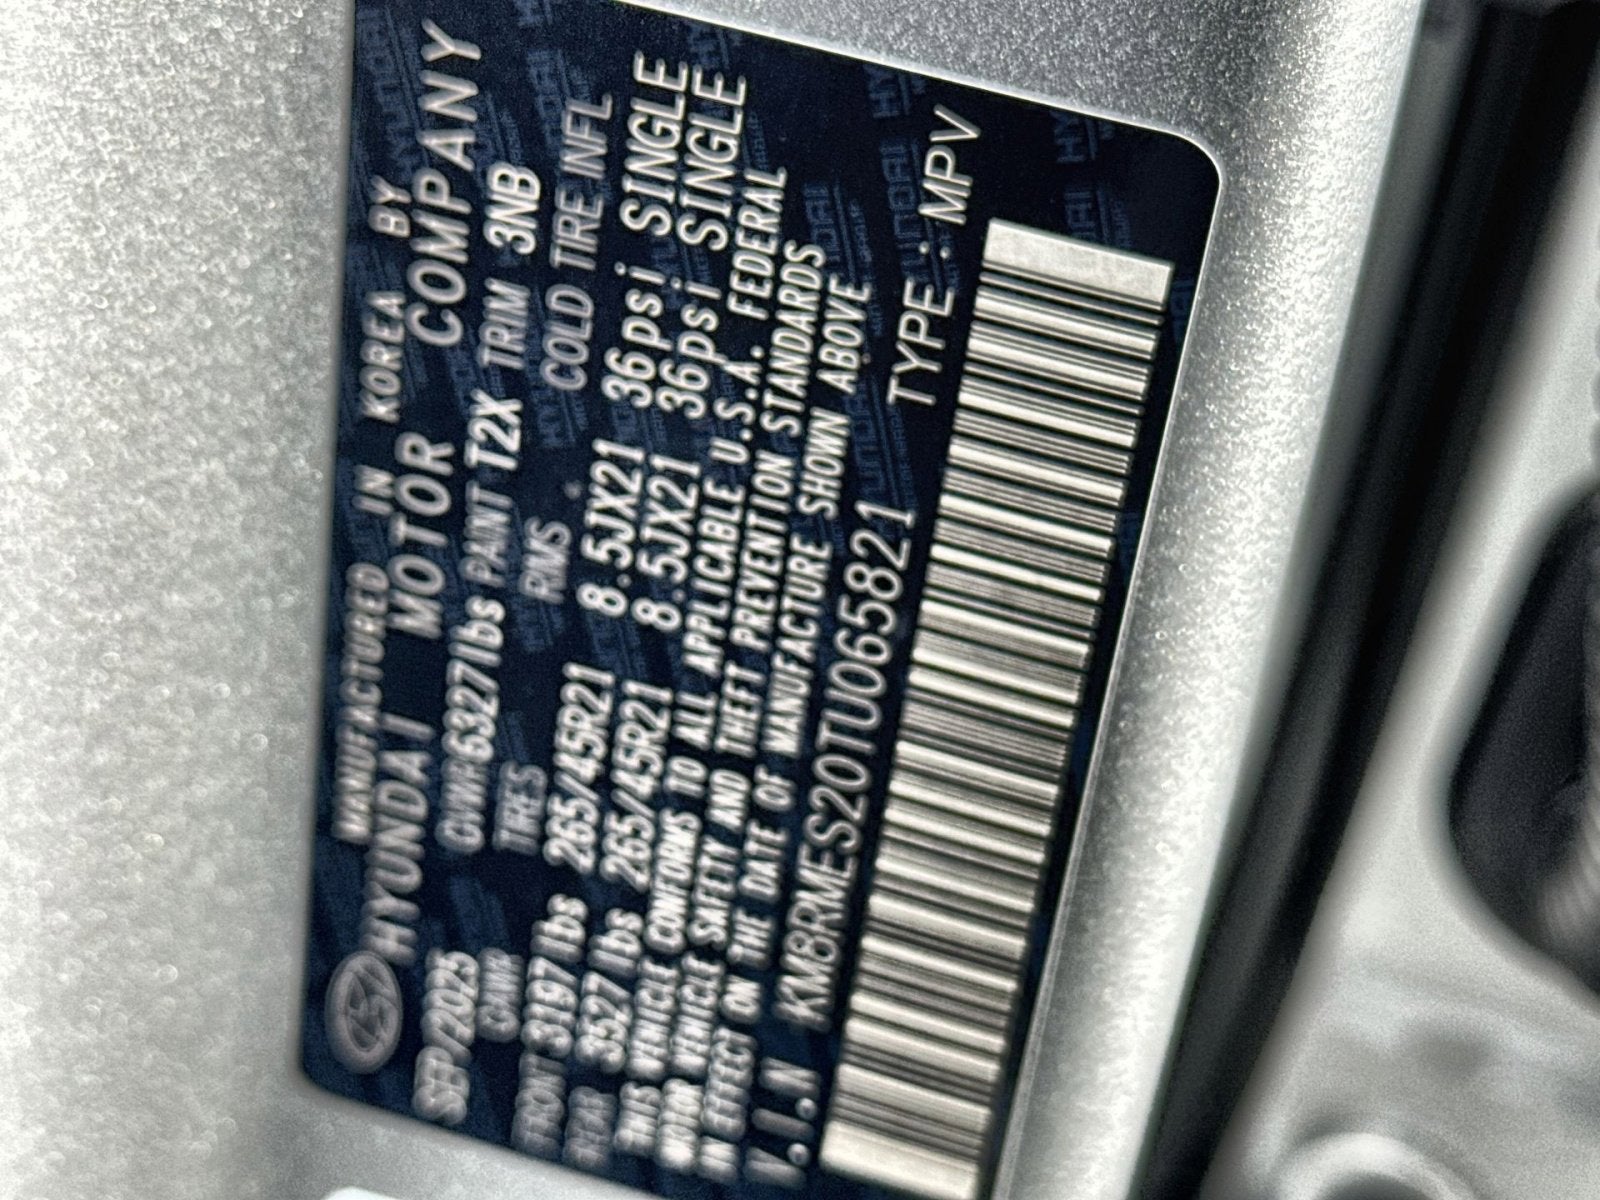 MANUFACTURED IN KOREA BY
HYUNDAI MOTOR COMPANY
SEP/2025 GVWR 6327lbs PAINT T2X TRIM 3NB
GAWR TIRES RIMS COLD TIRE INFL
FRONT 3197lbs 265/45R21 8.5JX21 36psi SINGLE
REAR 3527lbs 265/45R21 8.5JX21 36psi SINGLE
THIS VEHICLE CONFORMS TO ALL APPLICABLE U.S.A. FEDERAL
MOTOR VEHICLE SAFETY AND THEFT PREVENTION STANDARDS
IN EFFECT ON THE DATE OF MANUFACTURE SHOWN ABOVE
V.I.N KM8RMES20TU065821 TYPE : MPV